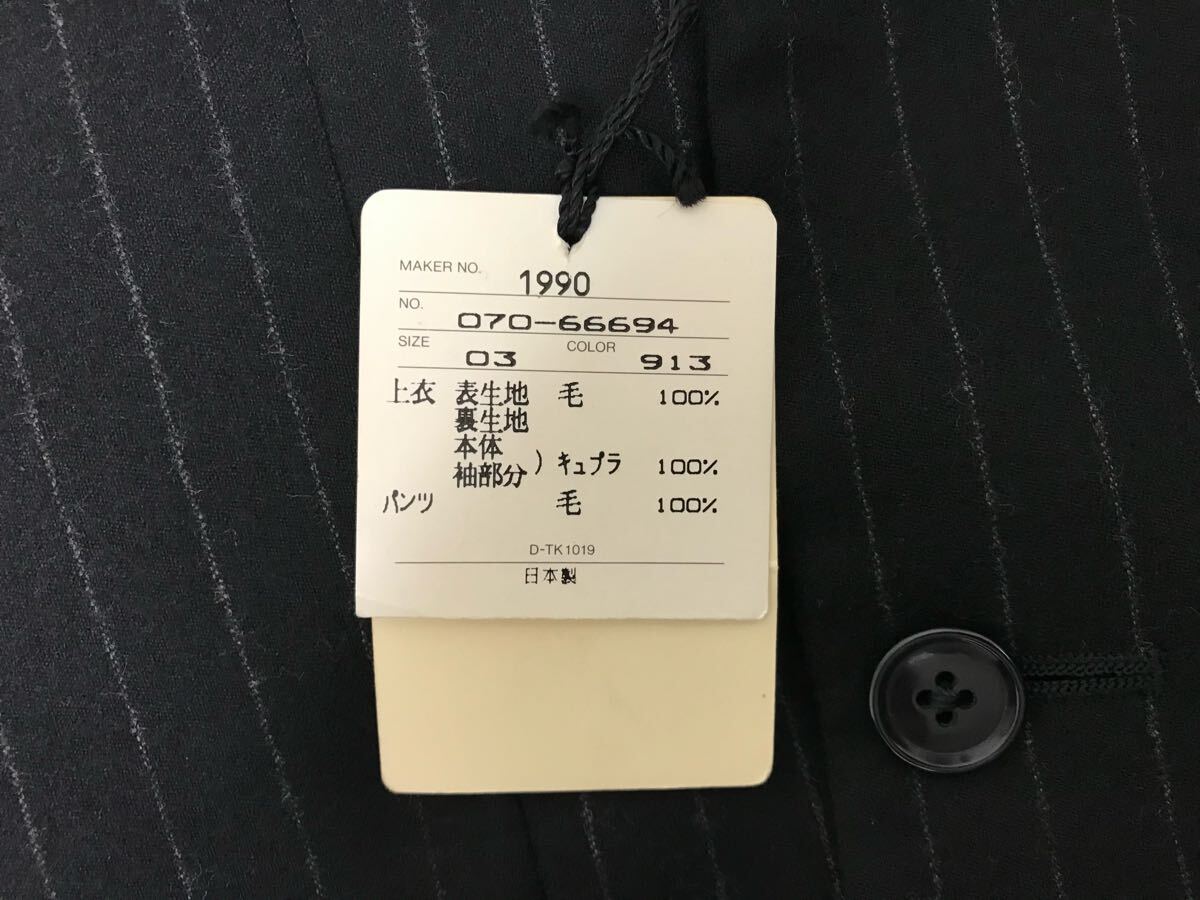 MAKER NO. 1990
NO. 070-66694
SIZE 03 COLOR 913
上衣 表生地 毛 100%
裏生地
本体
袖部分 ) キュプラ 100%
パンツ 毛 100%
D-TK1019
日本製